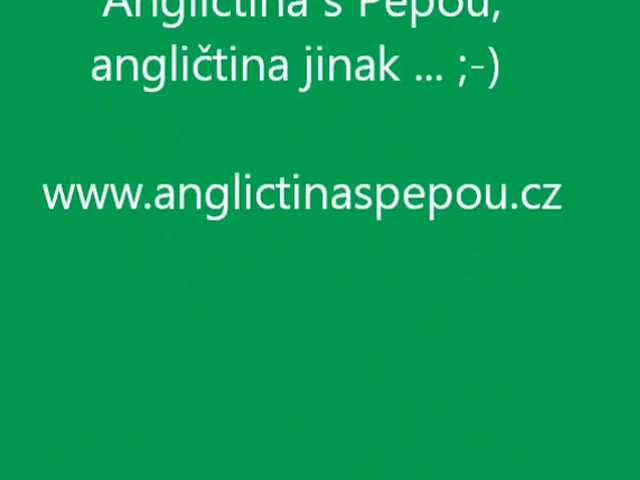 Angličtina s Pepou,
angličtina jinak ... ;-)
www.anglictinaspepou.cz